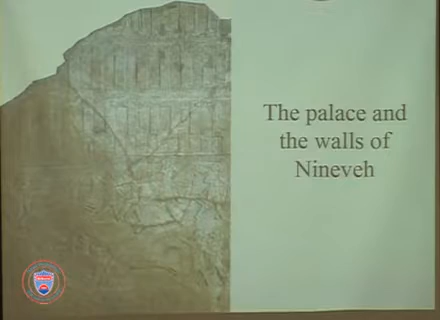 The palace and
the walls of
Nineveh